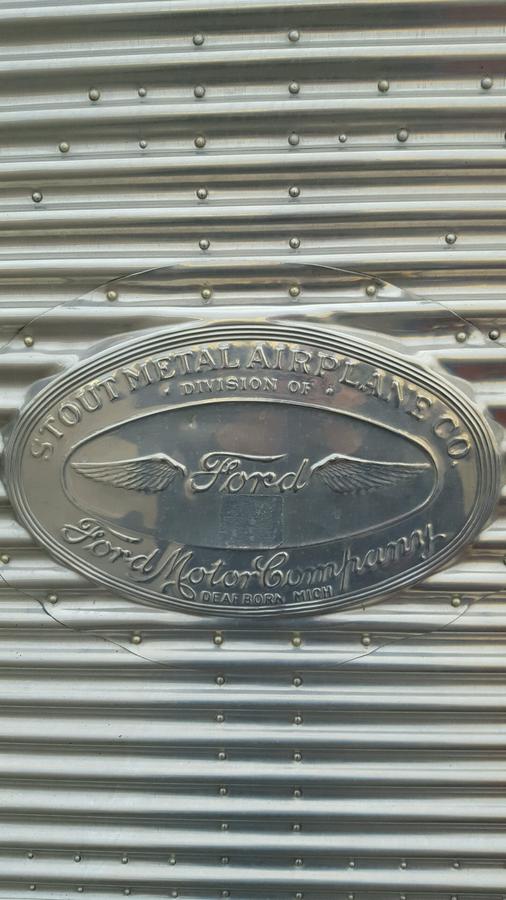 STOUT METAL AIRPLANE CO.
· DIVISION OF ·
Ford
Ford Motor Company
DEARBORN, MICH